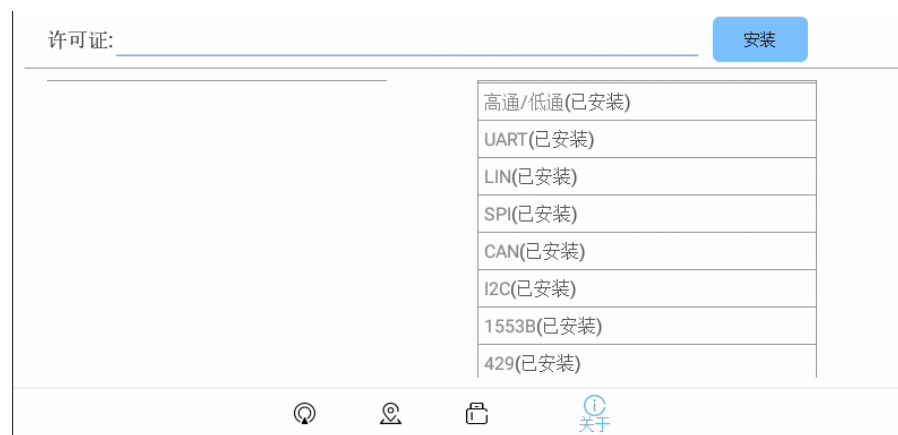 许可证:
安装
高通/低通(已安装)
UART(已安装)
LIN(已安装)
SPI(已安装)
CAN(已安装)
I2C(已安装)
1553B(已安装)
429(已安装)
关于